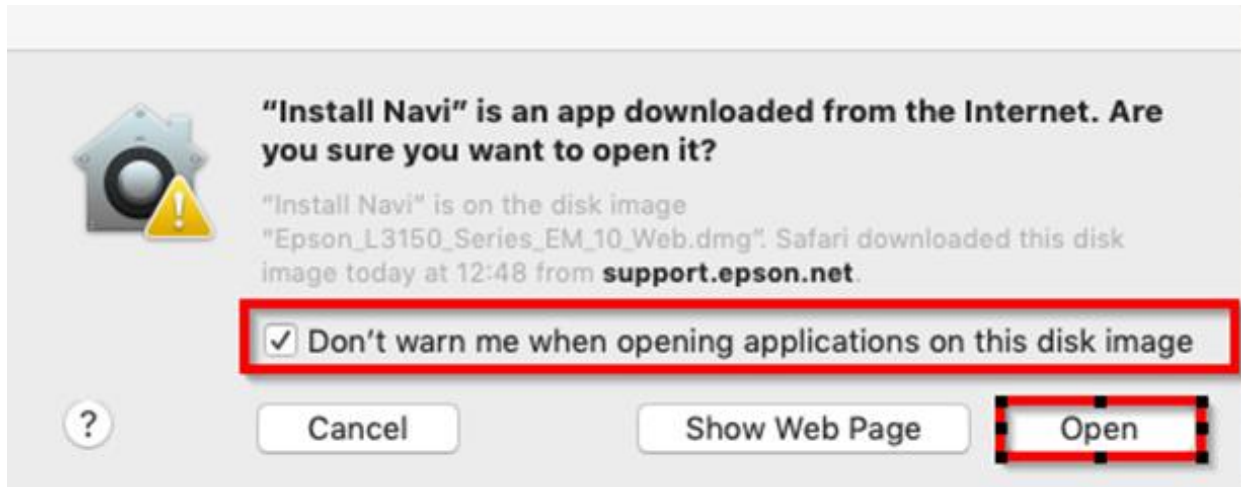 “Install Navi” is an app downloaded from the Internet. Are
you sure you want to open it?
“Install Navi” is on the disk image
“Epson_L3150_Series_EM_10_Web.dmg”. Safari downloaded this disk
image today at 12:48 from support.epson.net.
✓ Don’t warn me when opening applications on this disk image
? Cancel Show Web Page Open